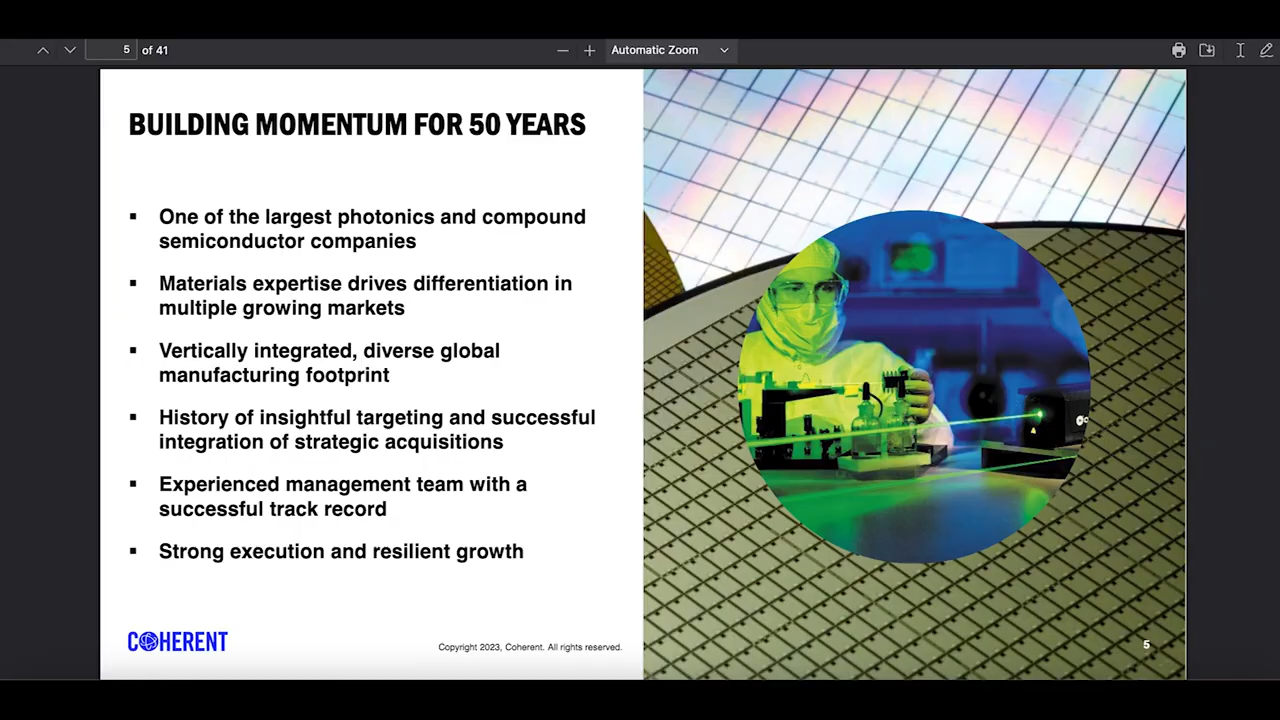 5 of 41
Automatic Zoom
BUILDING MOMENTUM FOR 50 YEARS
▪ One of the largest photonics and compound
semiconductor companies
▪ Materials expertise drives differentiation in
multiple growing markets
▪ Vertically integrated, diverse global
manufacturing footprint
▪ History of insightful targeting and successful
integration of strategic acquisitions
▪ Experienced management team with a
successful track record
▪ Strong execution and resilient growth
COHERENT
Copyright 2023, Coherent. All rights reserved.
5